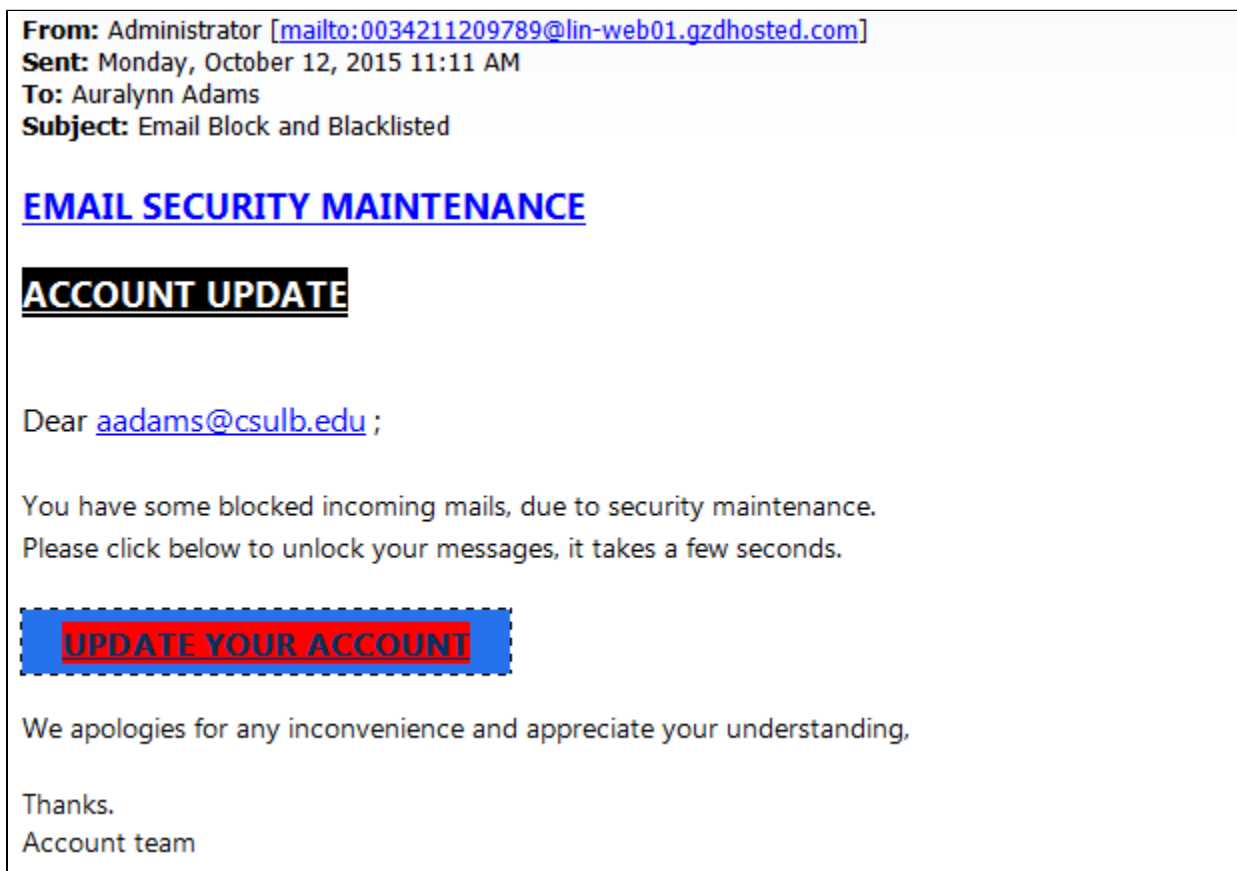 From: Administrator [mailto:0034211209789@lin-web01.gzdhosted.com]
Sent: Monday, October 12, 2015 11:11 AM
To: Auralynn Adams
Subject: Email Block and Blacklisted
EMAIL SECURITY MAINTENANCE
ACCOUNT UPDATE
Dear aadams@csulb.edu ;
You have some blocked incoming mails, due to security maintenance.
Please click below to unlock your messages, it takes a few seconds.
UPDATE YOUR ACCOUNT
We apologies for any inconvenience and appreciate your understanding,
Thanks.
Account team